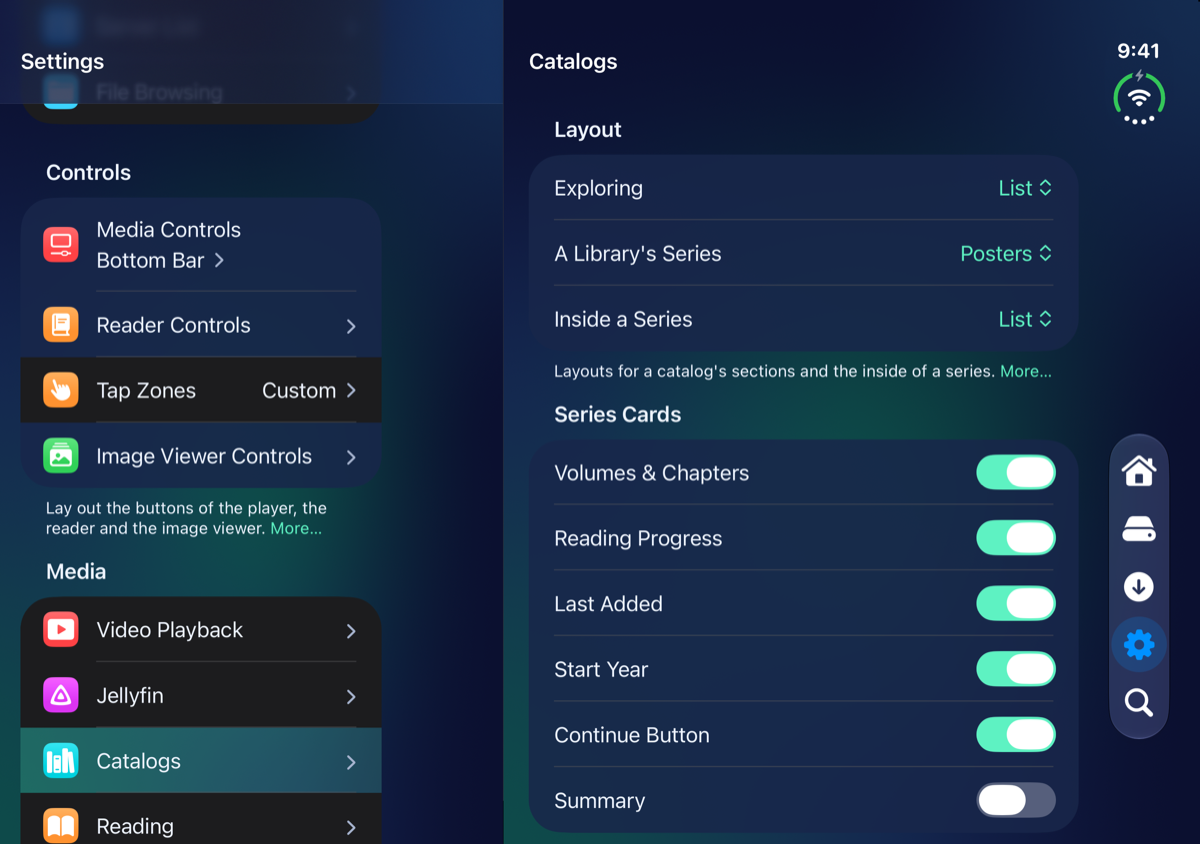 Settings
File Browsing
Controls
Media Controls
Bottom Bar
Reader Controls
Tap Zones Custom
Image Viewer Controls
Lay out the buttons of the player, the
reader and the image viewer. More...
Media
Video Playback
Jellyfin
Catalogs
Reading
Catalogs
9:41
Layout
Exploring List
A Library's Series Posters
Inside a Series List
Layouts for a catalog's sections and the inside of a series. More...
Series Cards
Volumes & Chapters
Reading Progress
Last Added
Start Year
Continue Button
Summary